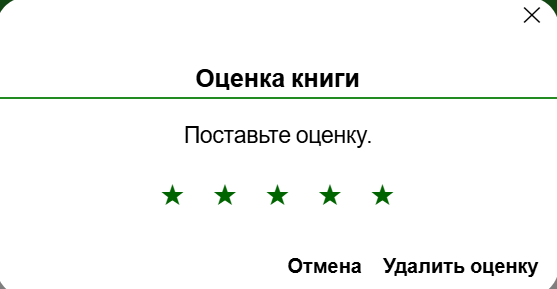 Оценка книги
Поставьте оценку.
Отмена Удалить оценку